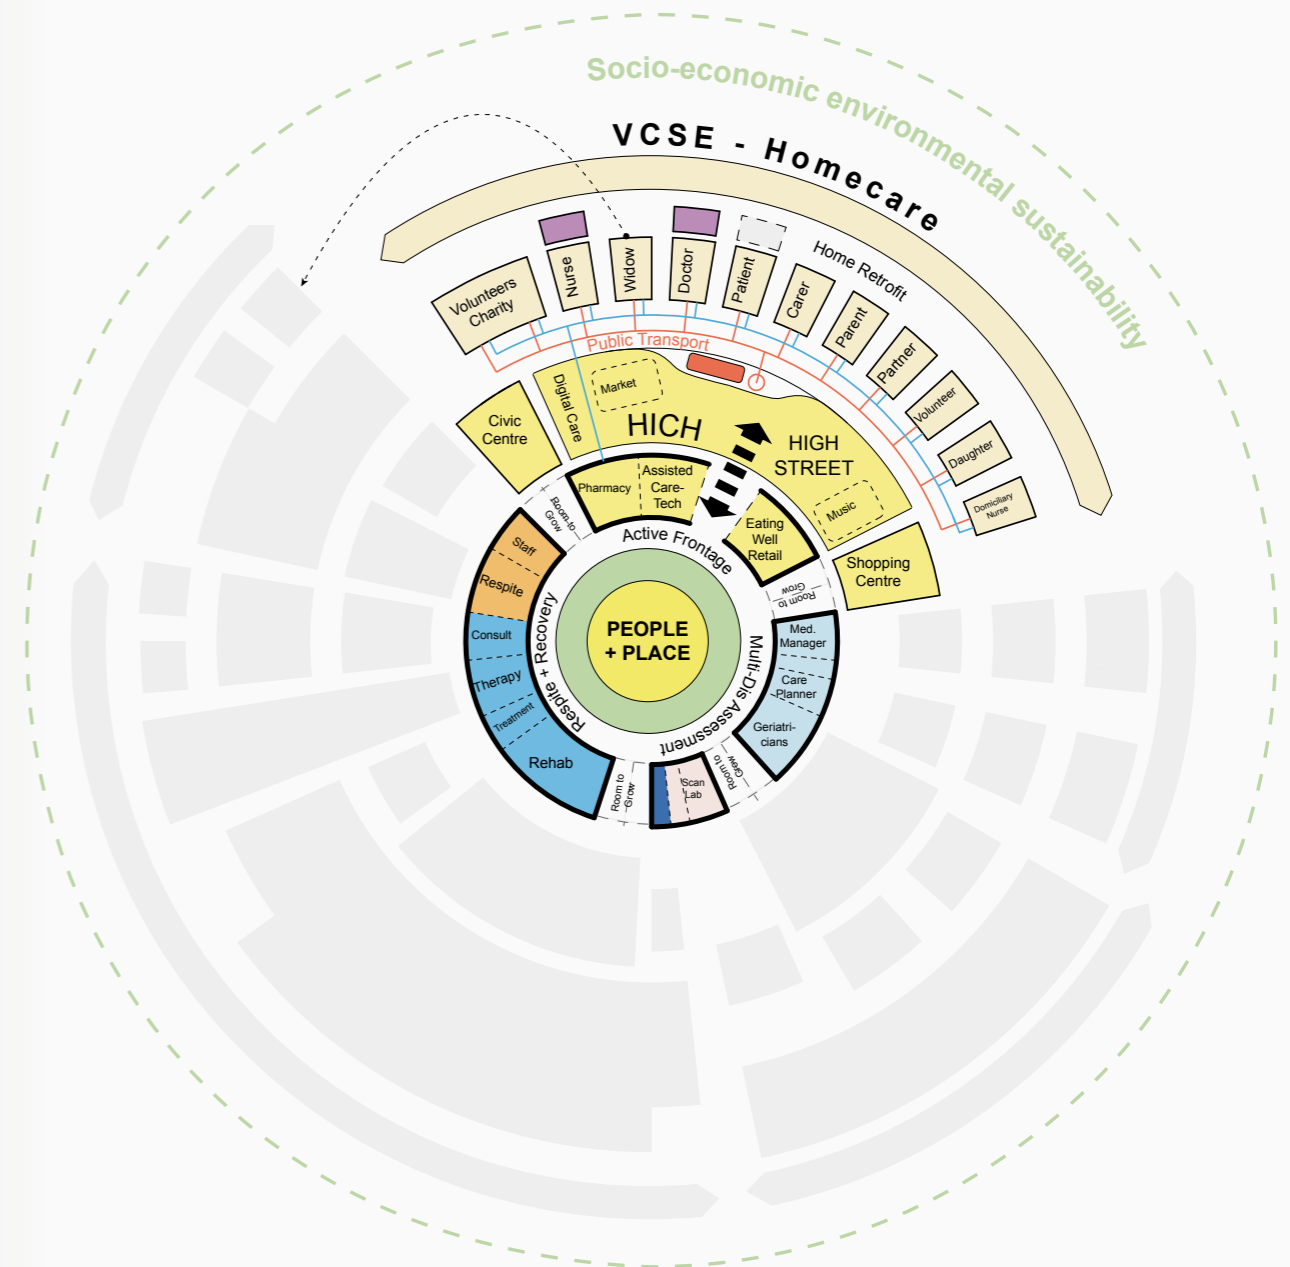 Socio-economic environmental sustainability
VCSE - Homecare
Home Retrofit
Volunteers
Charity
Nurse
Widow
Doctor
Patient
Carer
Parent
Partner
Volunteer
Daughter
Domiciliary
Nurse
Public Transport
Civic
Centre
Digital Care
Market
HICH
HIGH
STREET
Music
Shopping
Centre
Pharmacy
Assisted
Care-
Tech
Eating
Well
Retail
Room to
Grow
Active Frontage
Room to
Grow
Staff
Respite
Consult
Therapy
Treatment
Rehab
Respite + Recovery
PEOPLE
+ PLACE
Multi-Dis Assessment
Med.
Manager
Care
Planner
Geriatri-
cians
Room to
Grow
Scan
Lab
Room to
Grow